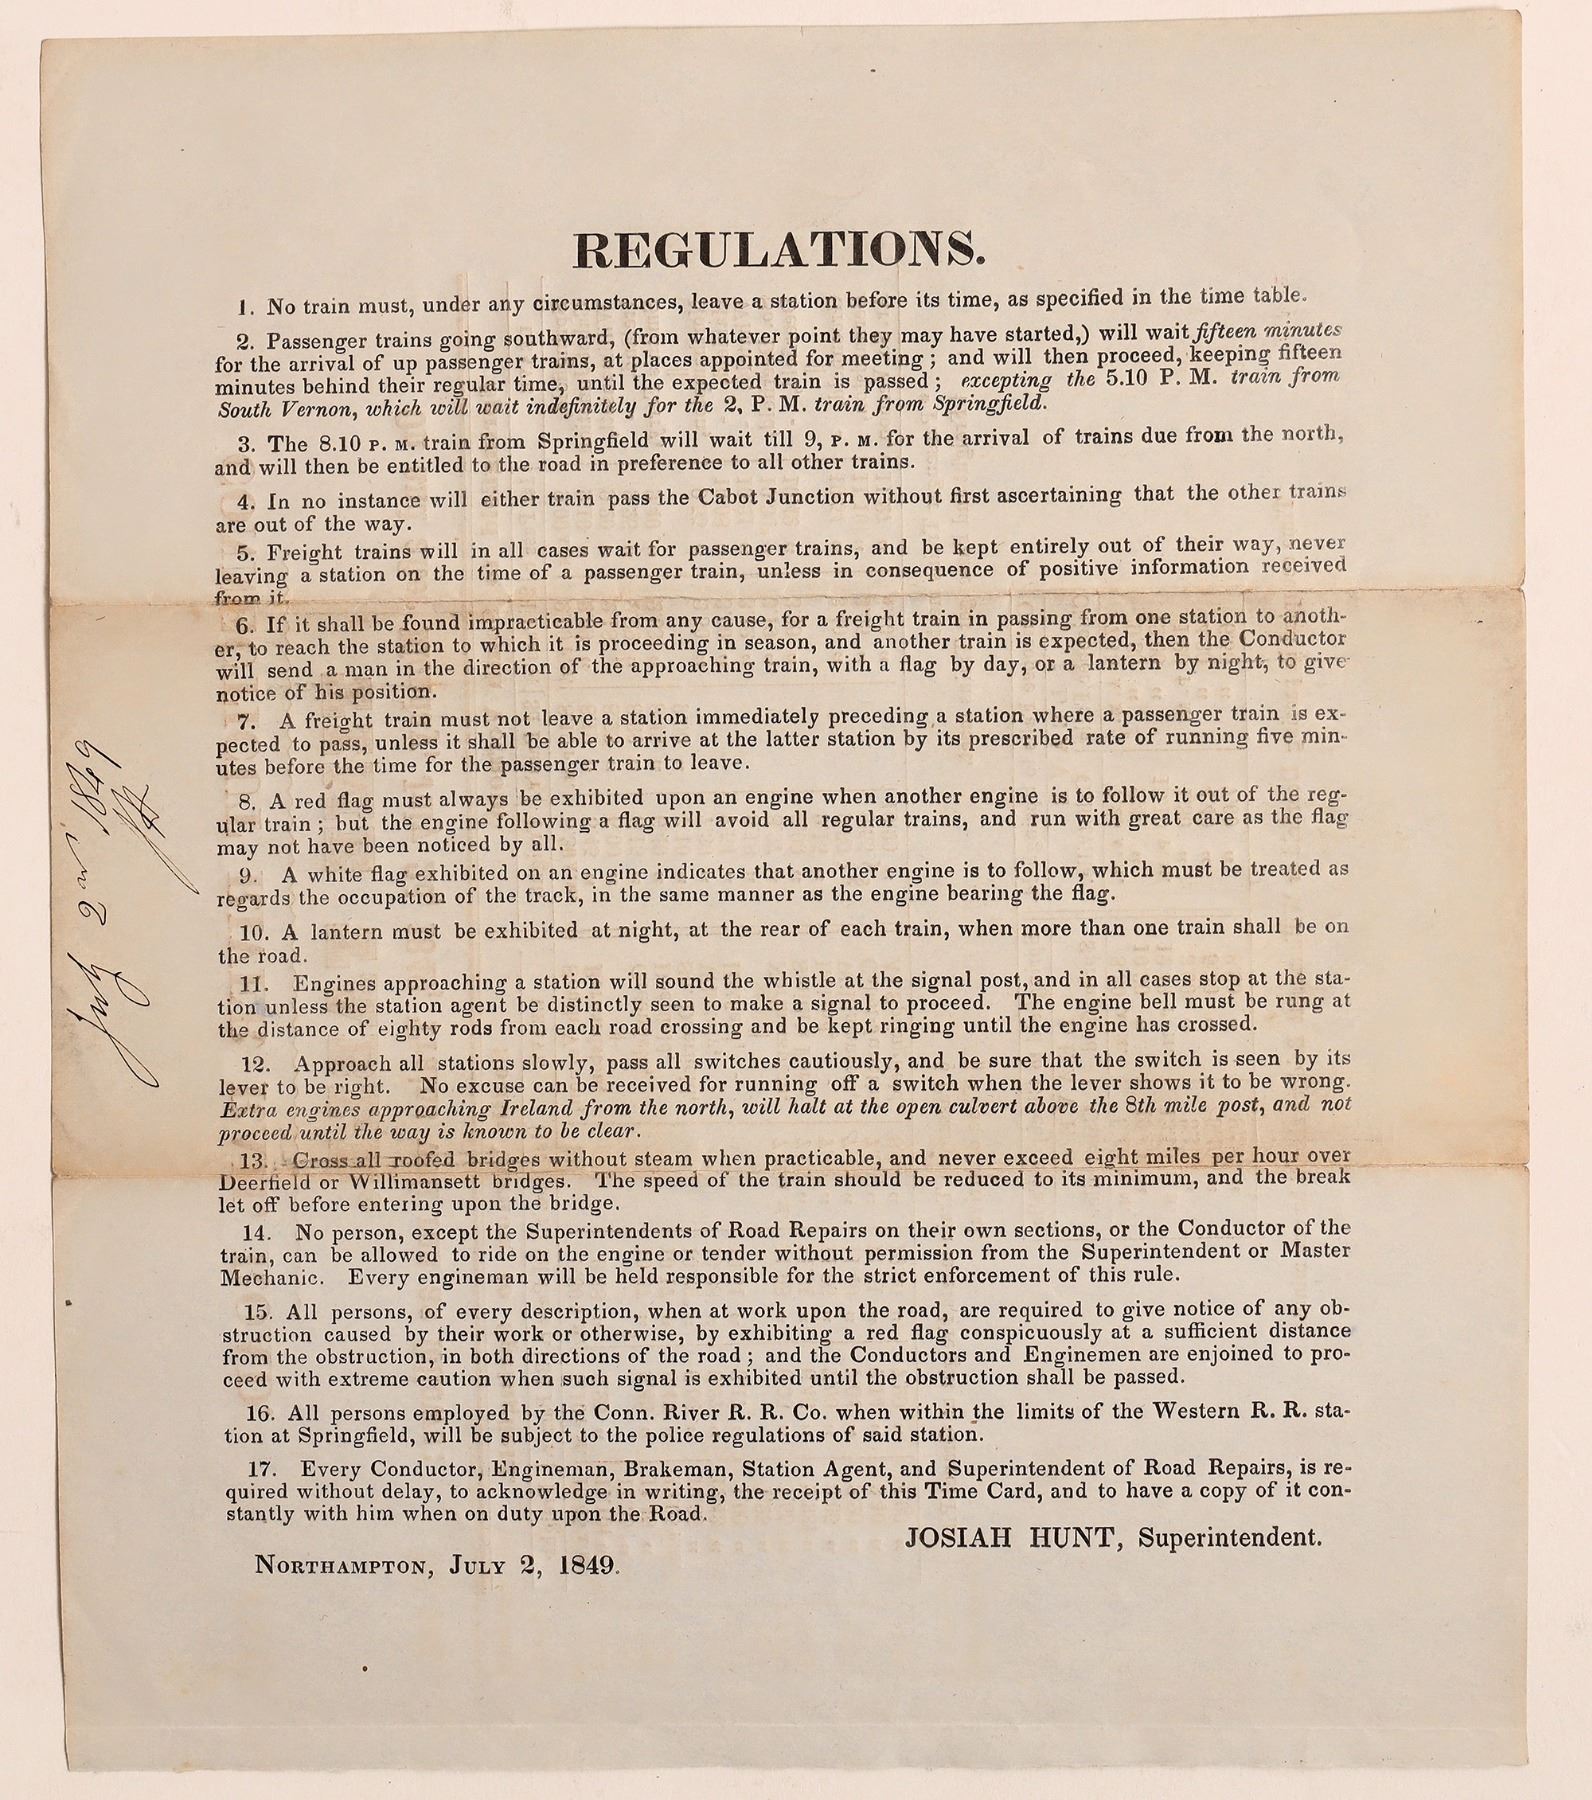 REGULATIONS.
1. No train must, under any circumstances, leave a station before its time, as specified in the time table.
2. Passenger trains going southward, (from whatever point they may have started,) will wait fifteen minutes
for the arrival of up passenger trains, at places appointed for meeting ; and will then proceed, keeping fifteen
minutes behind their regular time, until the expected train is passed ; excepting the 5.10 P. M. train from
South Vernon, which will wait indefinitely for the 2, P. M. train from Springfield.
3. The 8.10 P. M. train from Springfield will wait till 9, P. M. for the arrival of trains due from the north,
and will then be entitled to the road in preference to all other trains.
4. In no instance will either train pass the Cabot Junction without first ascertaining that the other trains
are out of the way.
5. Freight trains will in all cases wait for passenger trains, and be kept entirely out of their way, never
leaving a station on the time of a passenger train, unless in consequence of positive information received
from it.
6. If it shall be found impracticable from any cause, for a freight train in passing from one station to anoth-
er, to reach the station to which it is proceeding in season, and another train is expected, then the Conductor
will send a man in the direction of the approaching train, with a flag by day, or a lantern by night, to give
notice of his position.
7. A freight train must not leave a station immediately preceding a station where a passenger train is ex-
pected to pass, unless it shall be able to arrive at the latter station by its prescribed rate of running five min-
utes before the time for the passenger train to leave.
8. A red flag must always be exhibited upon an engine when another engine is to follow it out of the reg-
ular train ; but the engine following a flag will avoid all regular trains, and run with great care as the flag
may not have been noticed by all.
9. A white flag exhibited on an engine indicates that another engine is to follow, which must be treated as
regards the occupation of the track, in the same manner as the engine bearing the flag.
10. A lantern must be exhibited at night, at the rear of each train, when more than one train shall be on
the road.
11. Engines approaching a station will sound the whistle at the signal post, and in all cases stop at the sta-
tion unless the station agent be distinctly seen to make a signal to proceed. The engine bell must be rung at
the distance of eighty rods from each road crossing and be kept ringing until the engine has crossed.
12. Approach all stations slowly, pass all switches cautiously, and be sure that the switch is seen by its
lever to be right. No excuse can be received for running off a switch when the lever shows it to be wrong.
Extra engines approaching Ireland from the north, will halt at the open culvert above the 8th mile post, and not
proceed until the way is known to be clear.
13. Cross all roofed bridges without steam when practicable, and never exceed eight miles per hour over
Deerfield or Willimansett bridges. The speed of the train should be reduced to its minimum, and the break
let off before entering upon the bridge.
14. No person, except the Superintendents of Road Repairs on their own sections, or the Conductor of the
train, can be allowed to ride on the engine or tender without permission from the Superintendent or Master
Mechanic. Every engineman will be held responsible for the strict enforcement of this rule.
15. All persons, of every description, when at work upon the road, are required to give notice of any ob-
struction caused by their work or otherwise, by exhibiting a red flag conspicuously at a sufficient distance
from the obstruction, in both directions of the road ; and the Conductors and Enginemen are enjoined to pro-
ceed with extreme caution when such signal is exhibited until the obstruction shall be passed.
16. All persons employed by the Conn. River R. R. Co. when within the limits of the Western R. R. sta-
tion at Springfield, will be subject to the police regulations of said station.
17. Every Conductor, Engineman, Brakeman, Station Agent, and Superintendent of Road Repairs, is re-
quired without delay, to acknowledge in writing, the receipt of this Time Card, and to have a copy of it con-
stantly with him when on duty upon the Road.
JOSIAH HUNT, Superintendent.
NORTHAMPTON, JULY 2, 1849.
July 2nd 1849